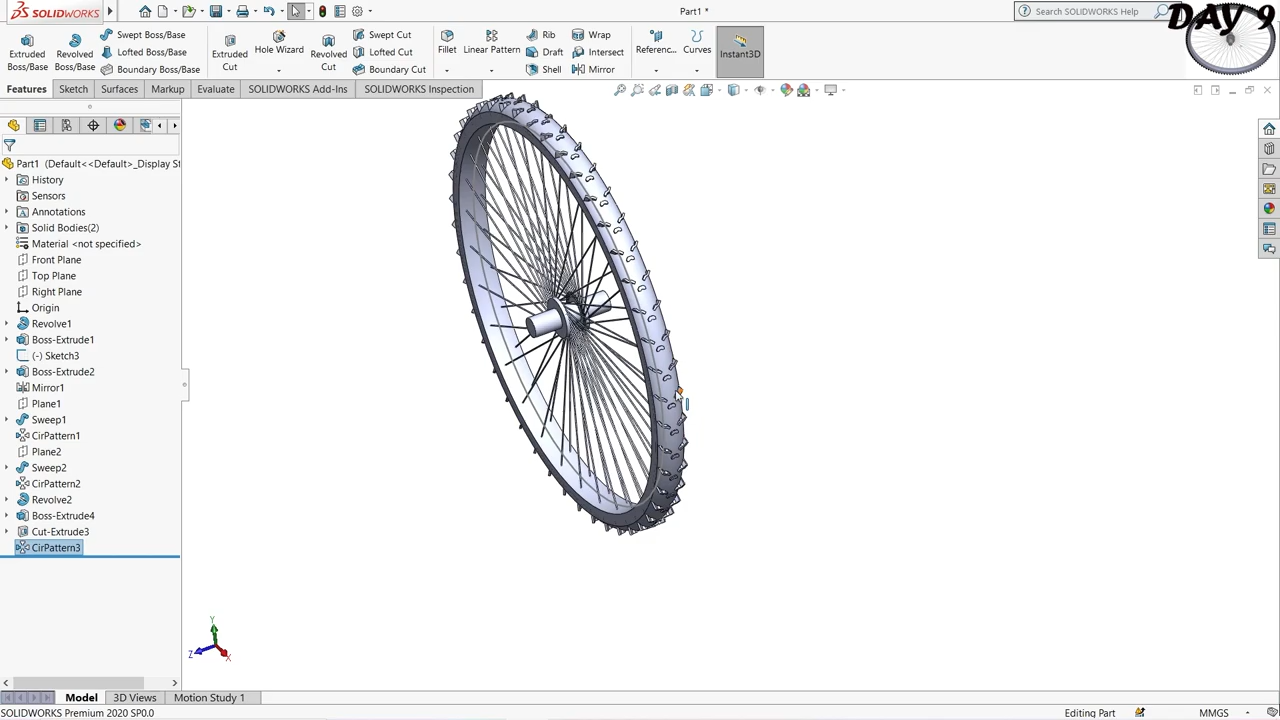 SOLIDWORKS
Part1 *
Search SOLIDWORKS Help
DAY 9
Extruded Boss/Base
Revolved Boss/Base
Swept Boss/Base
Lofted Boss/Base
Boundary Boss/Base
Extruded Cut
Hole Wizard
Revolved Cut
Swept Cut
Lofted Cut
Boundary Cut
Fillet
Linear Pattern
Rib
Draft
Shell
Wrap
Intersect
Mirror
Referenc...
Curves
Instant3D
Features
Sketch
Surfaces
Markup
Evaluate
SOLIDWORKS Add-Ins
SOLIDWORKS Inspection
Part1 (Default<<Default>_Display St
History
Sensors
Annotations
Solid Bodies(2)
Material <not specified>
Front Plane
Top Plane
Right Plane
Origin
Revolve1
Boss-Extrude1
(-) Sketch3
Boss-Extrude2
Mirror1
Plane1
Sweep1
CirPattern1
Plane2
Sweep2
CirPattern2
Revolve2
Boss-Extrude4
Cut-Extrude3
CirPattern3
Y
Z
X
Model
3D Views
Motion Study 1
SOLIDWORKS Premium 2020 SP0.0
Editing Part
MMGS